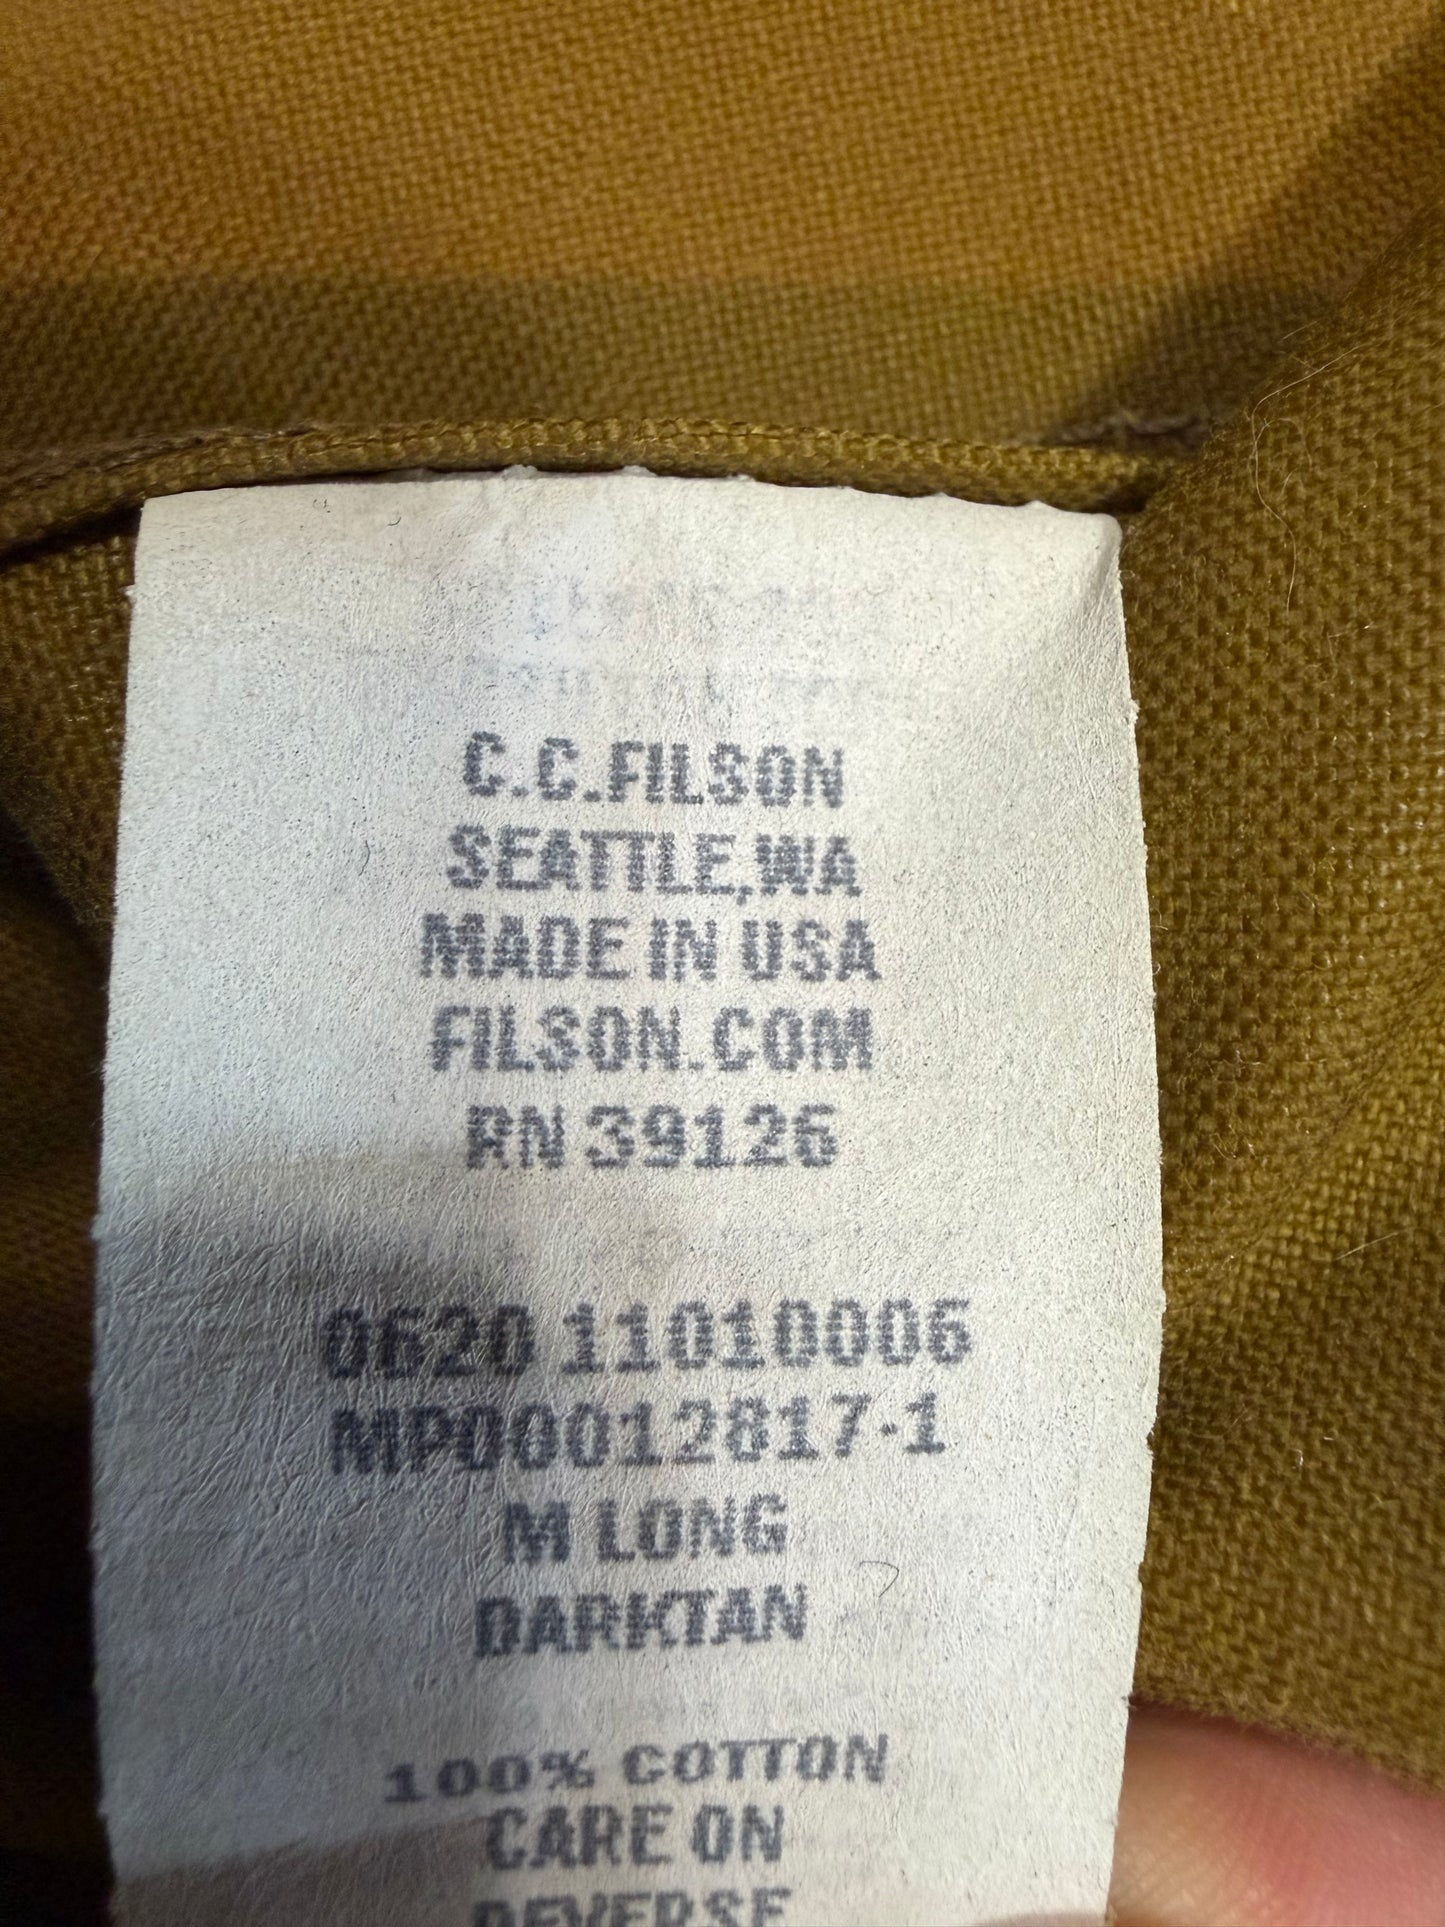 C.C.FILSON
SEATTLE,WA
MADE IN USA
FILSON.COM
RN 39126
0620 11010006
MP00012817-1
M LONG
DARKTAN
100% COTTON
CARE ON
REVERSE